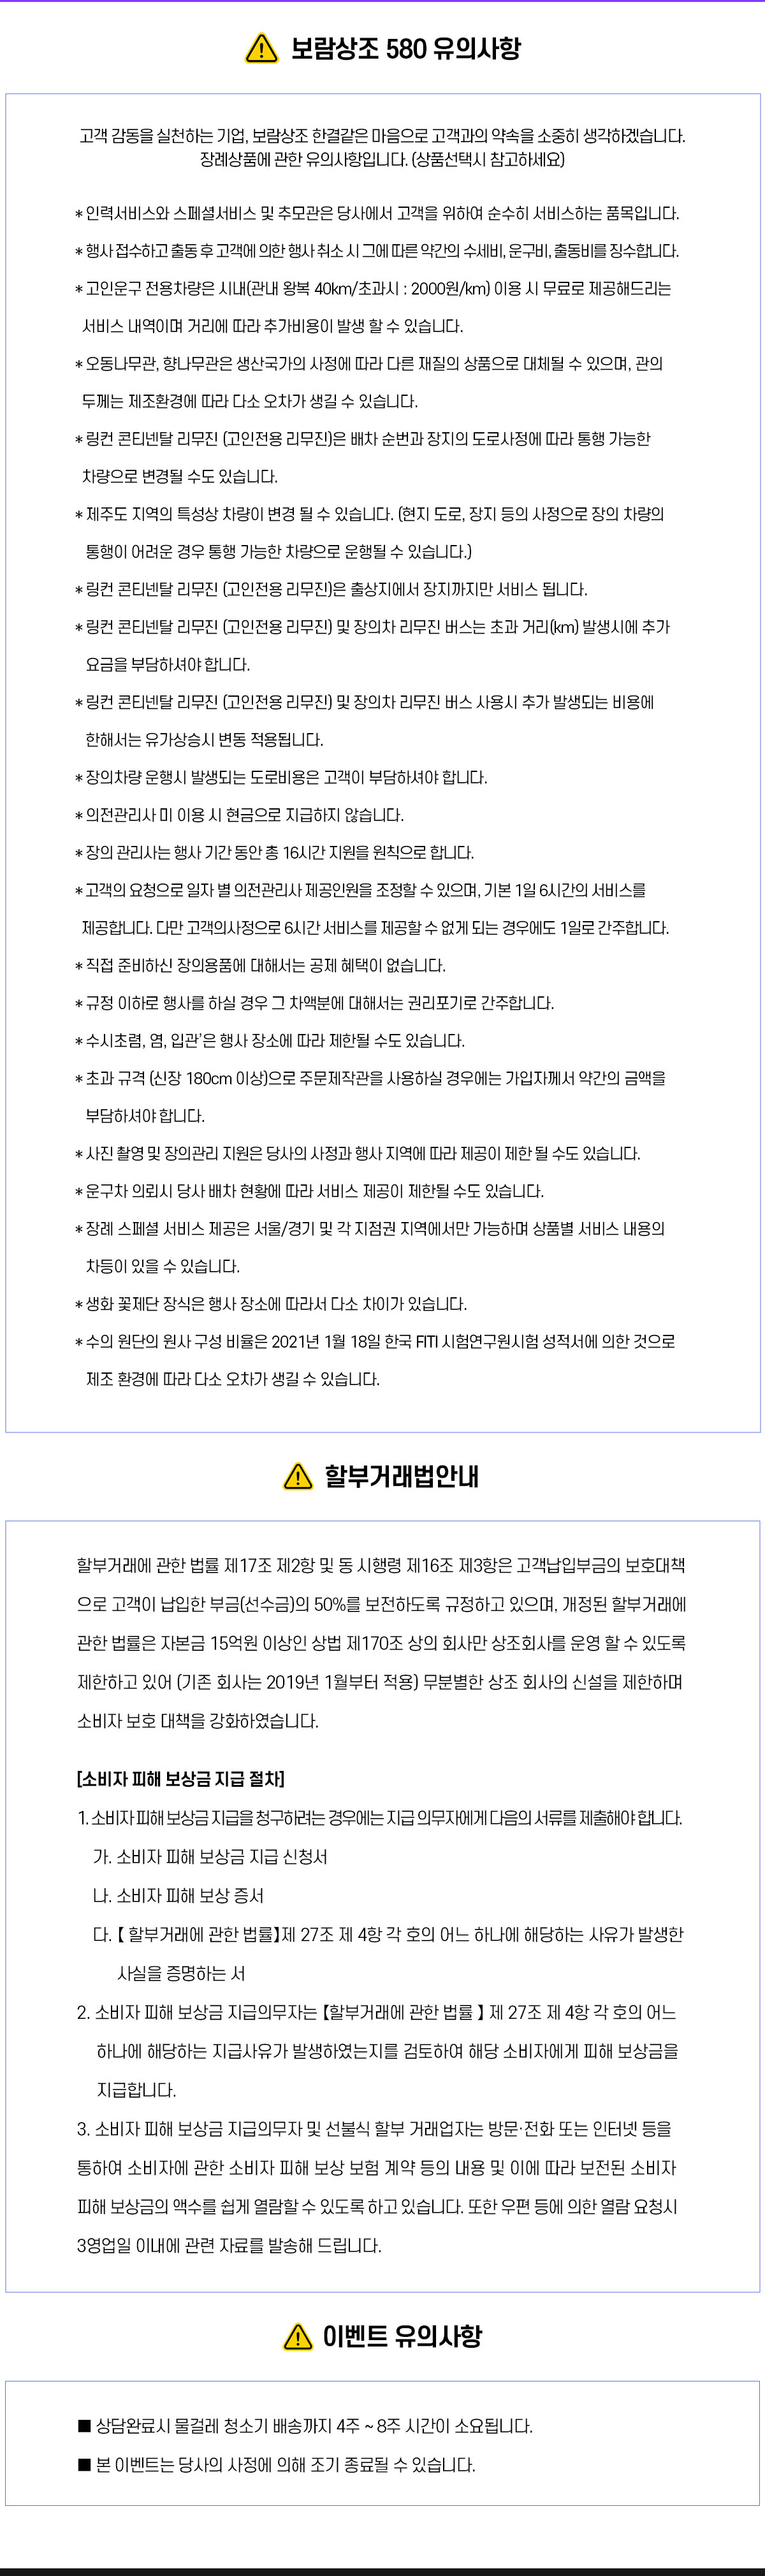 보람상조 580 유의사항
고객 감동을 실천하는 기업, 보람상조 한결같은 마음으로 고객과의 약속을 소중히 생각하겠습니다.
장례상품에 관한 유의사항입니다. (상품선택시 참고하세요)
* 인력서비스와 스페셜서비스 및 추모관은 당사에서 고객을 위하여 순수히 서비스하는 품목입니다.
* 행사 접수하고 출동 후 고객에 의한 행사 취소 시 그에 따른 약간의 수세비, 운구비, 출동비를 징수합니다.
* 고인운구 전용차량은 시내(관내 왕복 40km/초과시 : 2000원/km) 이용 시 무료로 제공해드리는
서비스 내역이며 거리에 따라 추가비용이 발생 할 수 있습니다.
* 오동나무관, 향나무관은 생산국가의 사정에 따라 다른 재질의 상품으로 대체될 수 있으며, 관의
두께는 제조환경에 따라 다소 오차가 생길 수 있습니다.
* 링컨 콘티넨탈 리무진 (고인전용 리무진)은 배차 순번과 장지의 도로사정에 따라 통행 가능한
차량으로 변경될 수도 있습니다.
* 제주도 지역의 특성상 차량이 변경 될 수 있습니다. (현지 도로, 장지 등의 사정으로 장의 차량의
통행이 어려운 경우 통행 가능한 차량으로 운행될 수 있습니다.)
* 링컨 콘티넨탈 리무진 (고인전용 리무진)은 출상지에서 장지까지만 서비스 됩니다.
* 링컨 콘티넨탈 리무진 (고인전용 리무진) 및 장의차 리무진 버스는 초과 거리(km) 발생시에 추가
요금을 부담하셔야 합니다.
* 링컨 콘티넨탈 리무진 (고인전용 리무진) 및 장의차 리무진 버스 사용시 추가 발생되는 비용에
한해서는 유가상승시 변동 적용됩니다.
* 장의차량 운행시 발생되는 도로비용은 고객이 부담하셔야 합니다.
* 의전관리사 미 이용 시 현금으로 지급하지 않습니다.
* 장의 관리사는 행사 기간 동안 총 16시간 지원을 원칙으로 합니다.
* 고객의 요청으로 일자 별 의전관리사 제공인원을 조정할 수 있으며, 기본 1일 6시간의 서비스를
제공합니다. 다만 고객의사정으로 6시간 서비스를 제공할 수 없게 되는 경우에도 1일로 간주합니다.
* 직접 준비하신 장의용품에 대해서는 공제 혜택이 없습니다.
* 규정 이하로 행사를 하실 경우 그 차액분에 대해서는 권리포기로 간주합니다.
* 수시초렴, 염, 입관’은 행사 장소에 따라 제한될 수도 있습니다.
* 초과 규격 (신장 180cm 이상)으로 주문제작관을 사용하실 경우에는 가입자께서 약간의 금액을
부담하셔야 합니다.
* 사진 촬영 및 장의관리 지원은 당사의 사정과 행사 지역에 따라 제공이 제한 될 수도 있습니다.
* 운구차 의뢰시 당사 배차 현황에 따라 서비스 제공이 제한될 수도 있습니다.
* 장례 스페셜 서비스 제공은 서울/경기 및 각 지점권 지역에서만 가능하며 상품별 서비스 내용의
차등이 있을 수 있습니다.
* 생화 꽃제단 장식은 행사 장소에 따라서 다소 차이가 있습니다.
* 수의 원단의 원사 구성 비율은 2021년 1월 18일 한국 FITI 시험연구원시험 성적서에 의한 것으로
제조 환경에 따라 다소 오차가 생길 수 있습니다.
할부거래법안내
할부거래에 관한 법률 제17조 제2항 및 동 시행령 제16조 제3항은 고객납입부금의 보호대책
으로 고객이 납입한 부금(선수금)의 50%를 보전하도록 규정하고 있으며, 개정된 할부거래에
관한 법률은 자본금 15억원 이상인 상법 제170조 상의 회사만 상조회사를 운영 할 수 있도록
제한하고 있어 (기존 회사는 2019년 1월부터 적용) 무분별한 상조 회사의 신설을 제한하며
소비자 보호 대책을 강화하였습니다.
[소비자 피해 보상금 지급 절차]
1. 소비자 피해 보상금 지급을 청구하려는 경우에는 지급 의무자에게 다음의 서류를 제출해야 합니다.
가. 소비자 피해 보상금 지급 신청서
나. 소비자 피해 보상 증서
다. 【 할부거래에 관한 법률】제 27조 제 4항 각 호의 어느 하나에 해당하는 사유가 발생한
사실을 증명하는 서
2. 소비자 피해 보상금 지급의무자는 【할부거래에 관한 법률 】 제 27조 제 4항 각 호의 어느
하나에 해당하는 지급사유가 발생하였는지를 검토하여 해당 소비자에게 피해 보상금을
지급합니다.
3. 소비자 피해 보상금 지급의무자 및 선불식 할부 거래업자는 방문·전화 또는 인터넷 등을
통하여 소비자에 관한 소비자 피해 보상 보험 계약 등의 내용 및 이에 따라 보전된 소비자
피해 보상금의 액수를 쉽게 열람할 수 있도록 하고 있습니다. 또한 우편 등에 의한 열람 요청시
3영업일 이내에 관련 자료를 발송해 드립니다.
이벤트 유의사항
■ 상담완료시 물걸레 청소기 배송까지 4주 ~ 8주 시간이 소요됩니다.
■ 본 이벤트는 당사의 사정에 의해 조기 종료될 수 있습니다.